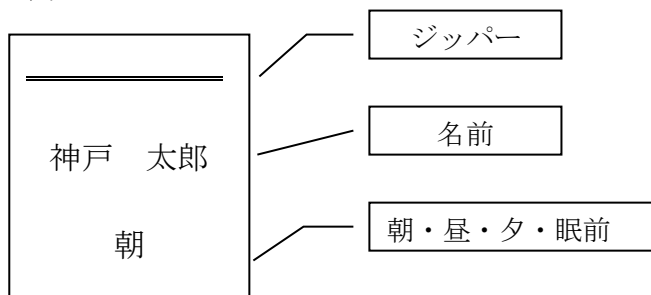 ジッパー
神戸　太郎
名前
朝
朝・昼・夕・眠前